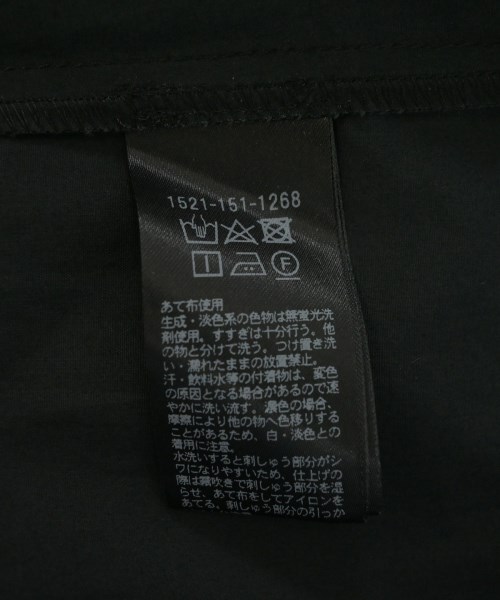 1521-151-1268
F
あて布使用
生成・淡色系の色物は無蛍光洗
剤使用。すすぎは十分行う。他
の物と分けて洗う。つけ置き洗
い・濡れたままの放置禁止。
汗・飲料水等の付着物は、変色
の原因となる場合があるので速
やかに洗い流す。濃色の場合、
摩擦により他の物へ色移りする
ことがあるため、白・淡色との
着用に注意。
水洗いすると刺しゅう部分がシ
ワになりやすいため、仕上げの
際は霧吹きで刺しゅう部分を湿
らせ、あて布をしてアイロンを
あてる。刺しゅう部分の引っか